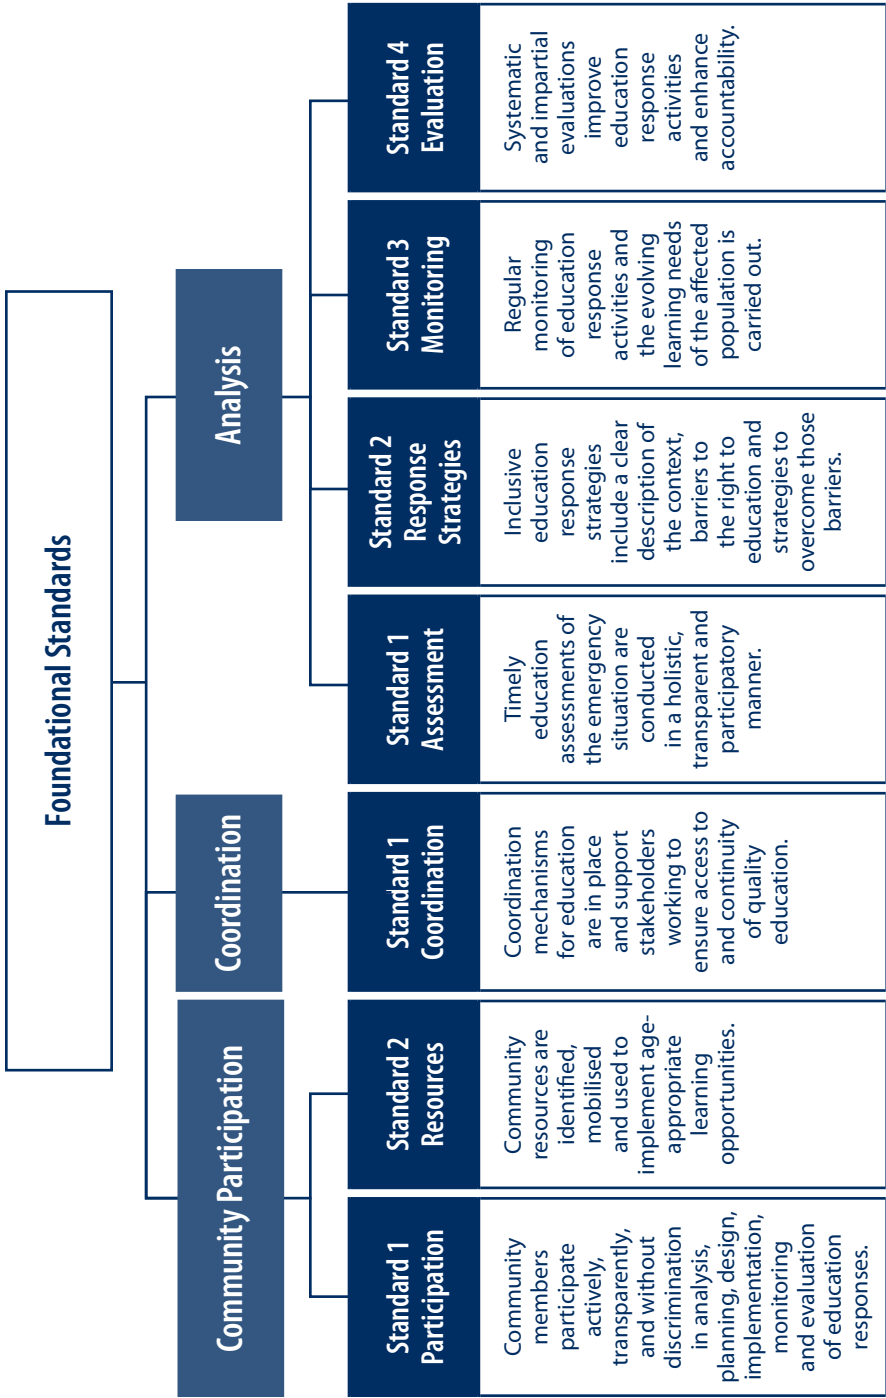 Foundational Standards
Community Participation
Coordination
Analysis
Standard 1
Participation
Community
members
participate
actively,
transparently,
and without
discrimination
in analysis,
planning, design,
implementation,
monitoring
and evaluation
of education
responses.
Standard 2
Resources
Community
resources are
identified,
mobilised
and used to
implement age-
appropriate
learning
opportunities.
Standard 1
Coordination
Coordination
mechanisms
for education
are in place
and support
stakeholders
working to
ensure access to
and continuity
of quality
education.
Standard 1
Assessment
Timely
education
assessments of
the emergency
situation are
conducted
in a holistic,
transparent and
participatory
manner.
Standard 2
Response
Strategies
Inclusive
education
response
strategies
include a clear
description of
the context,
barriers to
the right to
education and
strategies to
overcome those
barriers.
Standard 3
Monitoring
Regular
monitoring
of education
response
activities and
the evolving
learning needs
of the affected
population is
carried out.
Standard 4
Evaluation
Systematic
and impartial
evaluations
improve
education
response
activities
and enhance
accountability.